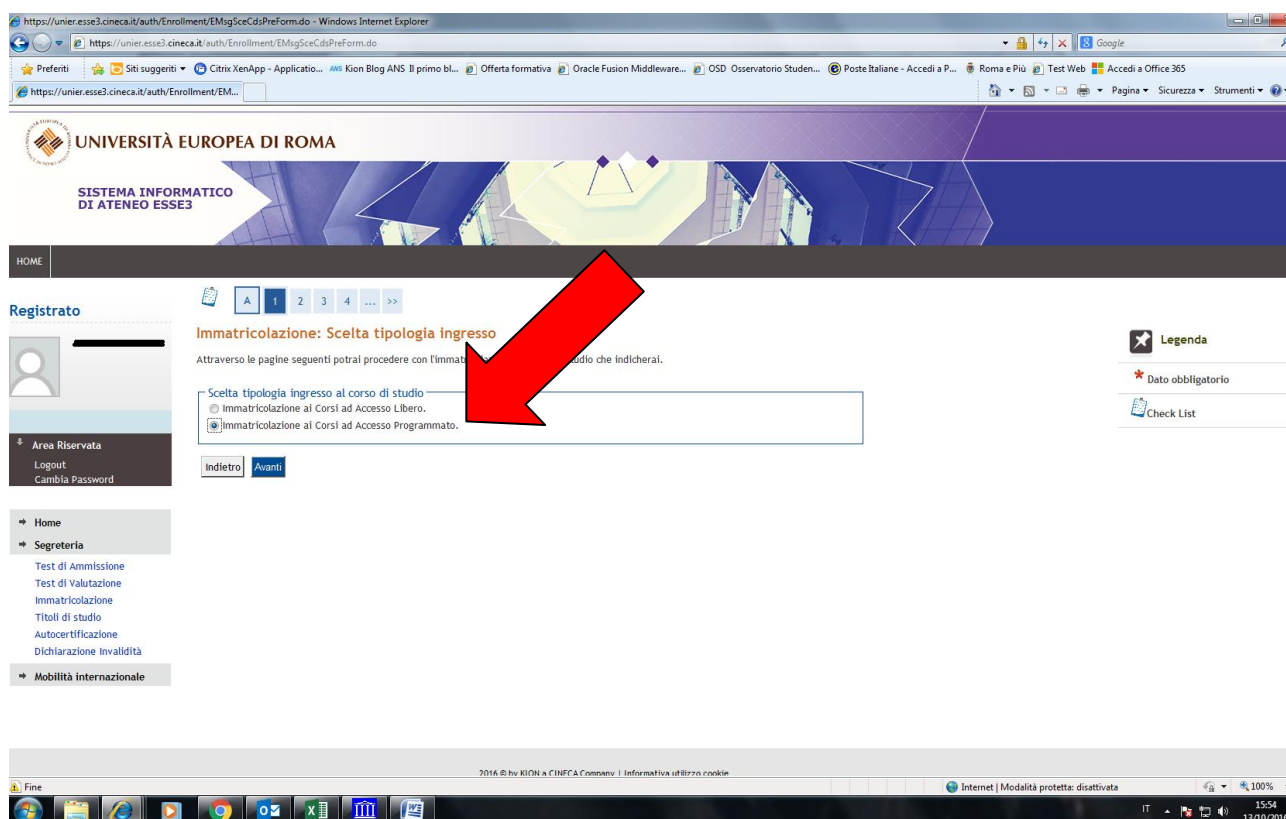 https://unier.esse3.cineca.it/auth/Enrollment/EMsgSceCdsPreForm.do - Windows Internet Explorer
https://unier.esse3.cineca.it/auth/Enrollment/EMsgSceCdsPreForm.do
Google
Preferiti Siti suggeriti Citrix XenApp - Applicatio... ANS Kion Blog ANS Il primo bl... Offerta formativa Oracle Fusion Middleware... OSD Osservatorio Studen... Poste Italiane - Accedi a P... Roma e Più Test Web Accedi a Office 365
https://unier.esse3.cineca.it/auth/Enrollment/EM...
Pagina Sicurezza Strumenti
UNIVERSITÀ EUROPEA DI ROMA
SISTEMA INFORMATICO
DI ATENEO ESSE3
HOME
A 1 2 3 4 ... >>
Registrato
Immatricolazione: Scelta tipologia ingresso
Attraverso le pagine seguenti potrai procedere con l'immat che indicherai.
Scelta tipologia ingresso al corso di studio
Immatricolazione ai Corsi ad Accesso Libero.
Immatricolazione ai Corsi ad Accesso Programmato.
Indietro Avanti
Legenda
* Dato obbligatorio
Check List
Area Riservata
Logout
Cambia Password
Home
Segreteria
Test di Ammissione
Test di Valutazione
Immatricolazione
Titoli di studio
Autocertificazione
Dichiarazione Invalidità
Mobilità internazionale
2016 © by KION a CINECA Company | Informativa utilizzo cookie
Fine
Internet | Modalità protetta: disattivata
100%
IT
15:54